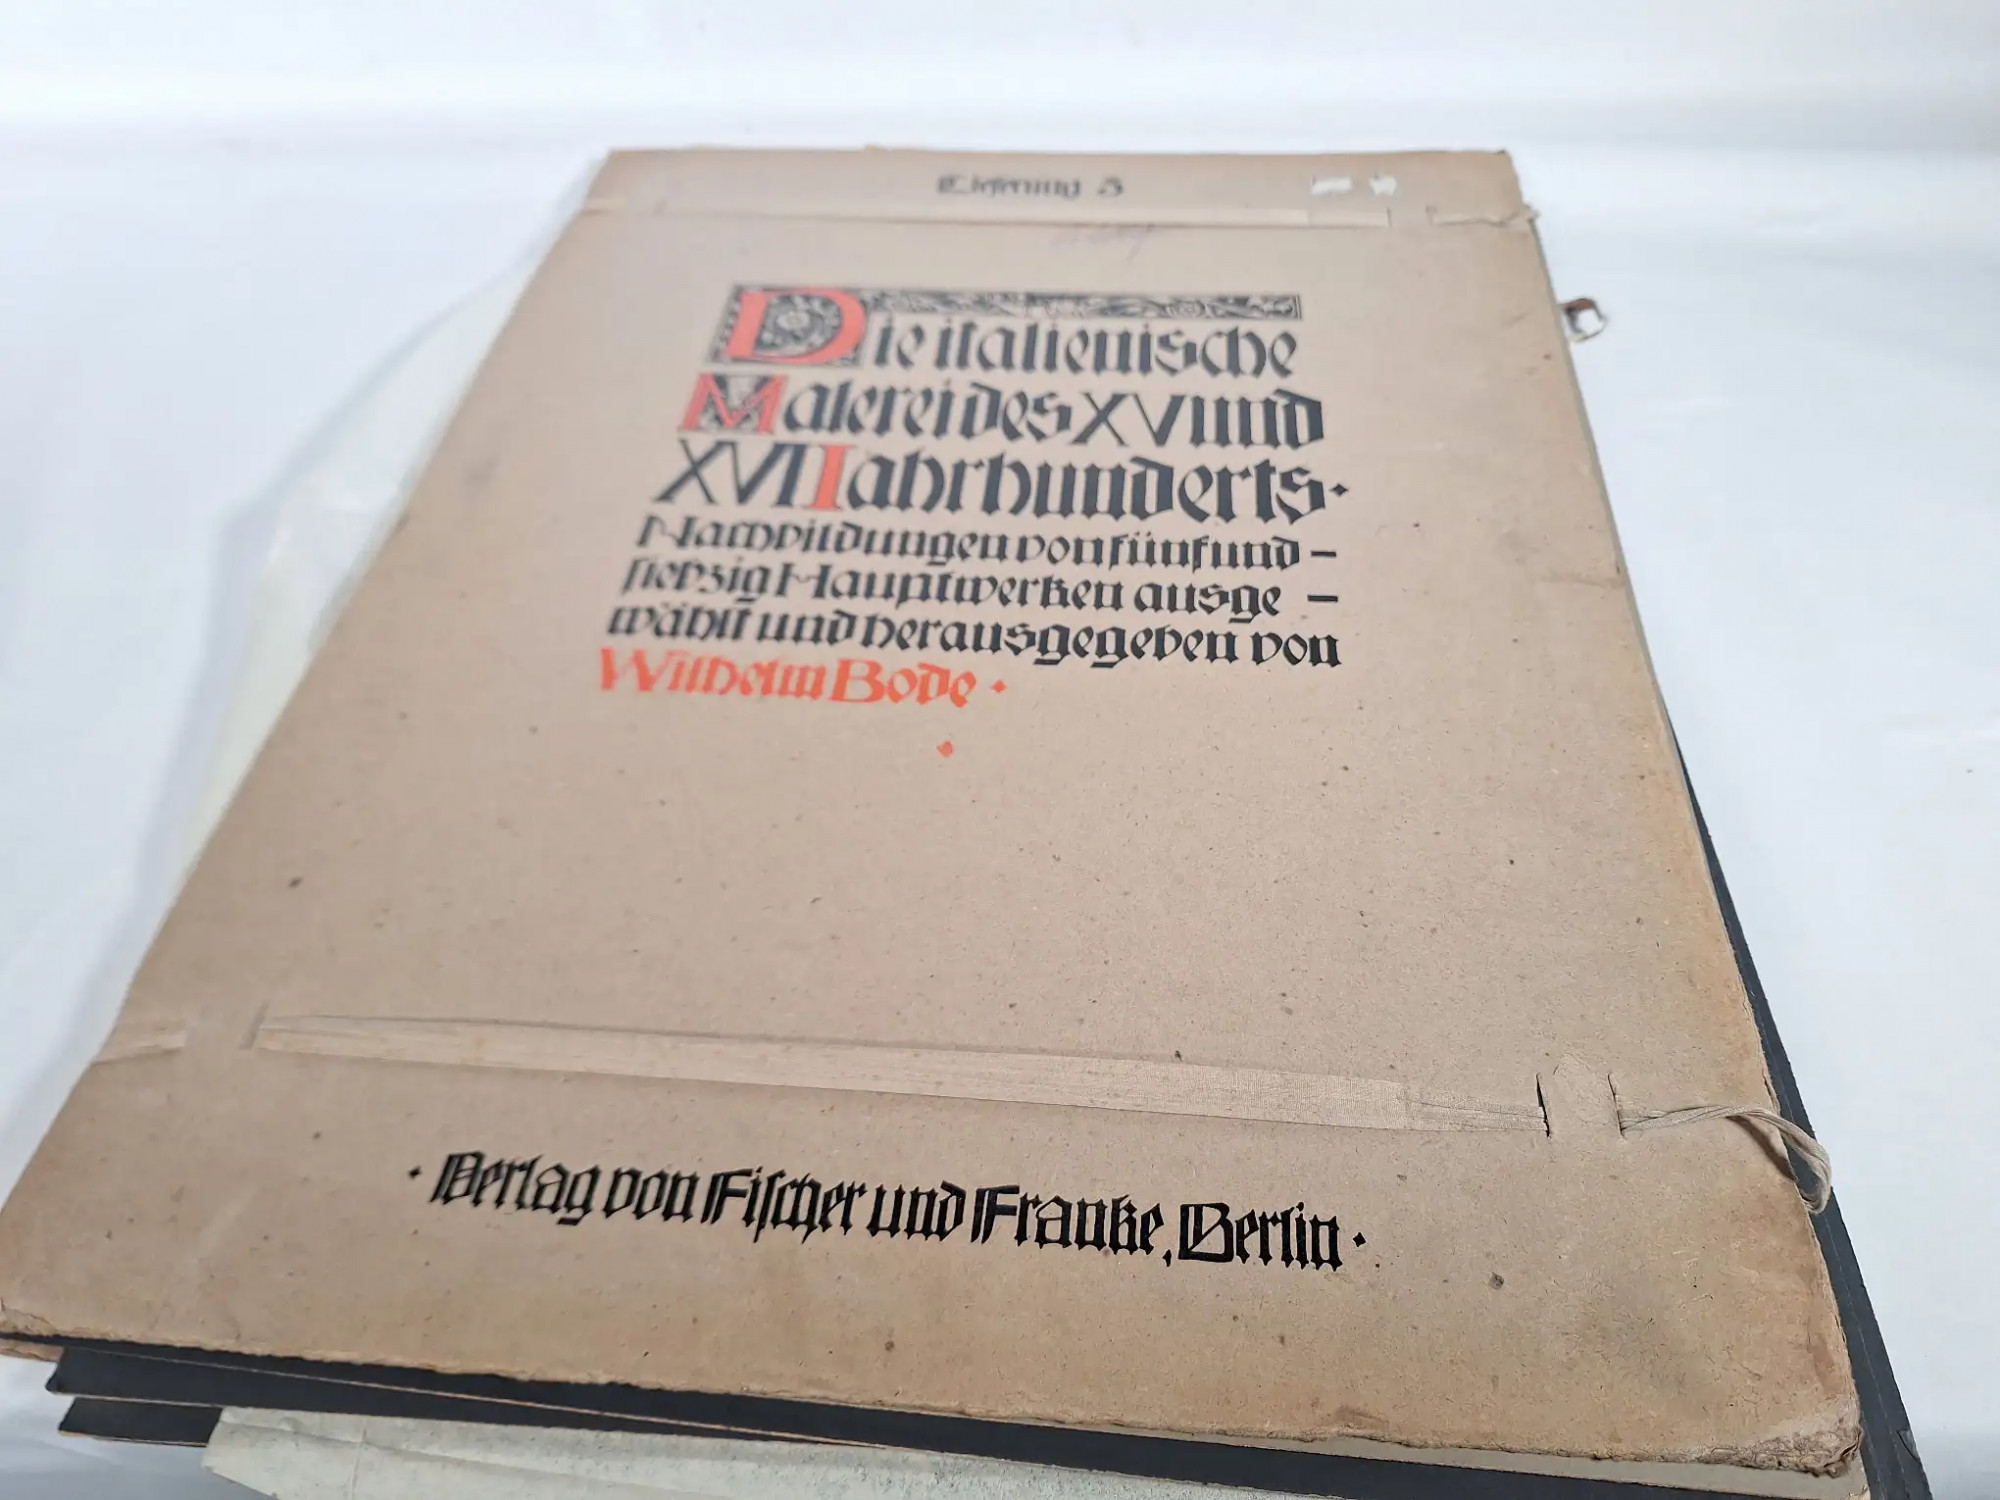 Lieferung 5
Die italienische
Malerei des XV und
XVI Iahrhunderts·
Nachbildungen von fünfund-
siebzig Hauptwerken ausge-
wählt und herausgegeben von
Wilhelm Bode·
·Verlag von Fischer und Franke, Berlin·